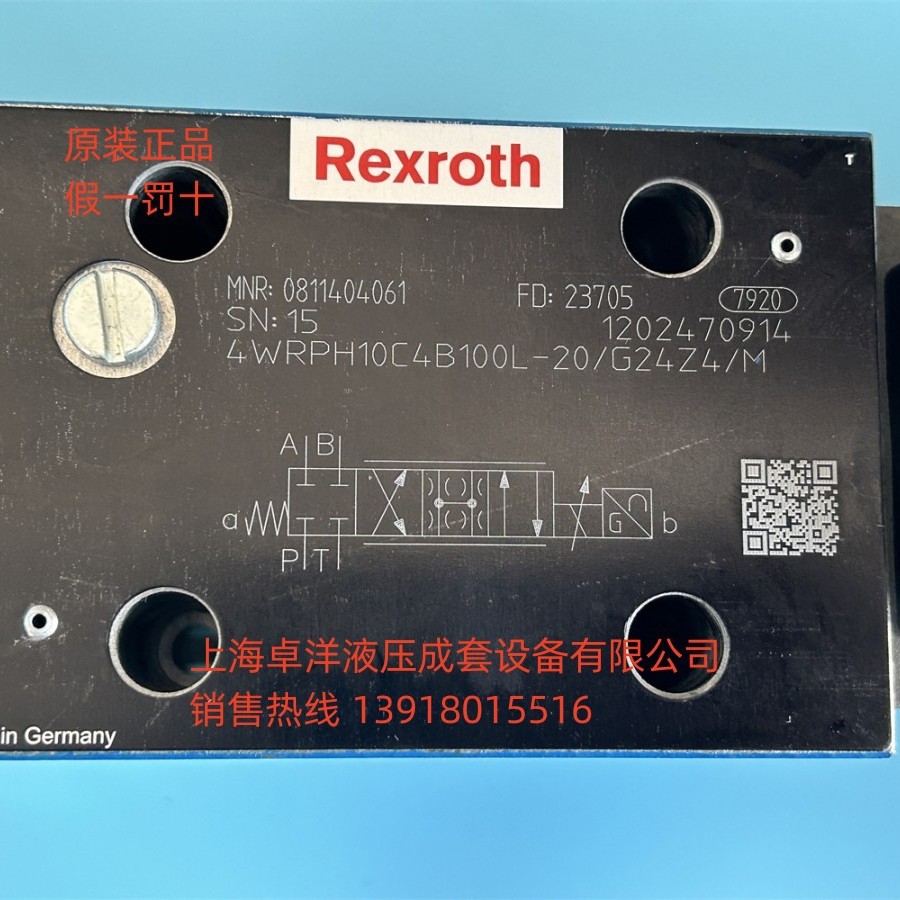 原装正品
假一罚十
Rexroth
T
MNR: 0811404061 FD: 23705 7920
SN: 15 1202470914
4WRPH10C4B100L-20/G24Z4/M
A B
a G b
P T
上海卓洋液压成套设备有限公司
销售热线 13918015516
in Germany